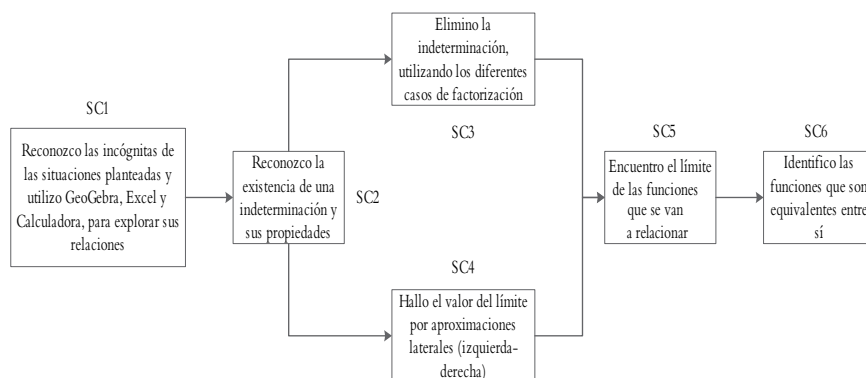 SC1
Reconozco las incógnitas de
las situaciones planteadas y
utilizo GeoGebra, Excel y
Calculadora, para explorar sus
relaciones
Reconozco la
existencia de una
indeterminación y
sus propiedades
SC2
Elimino la
indeterminación,
utilizando los diferentes
casos de factorización
SC3
SC4
Hallo el valor del límite
por aproximaciones
laterales (izquierda-
derecha)
SC5
Encuentro el límite
de las funciones
que se van
a relacionar
SC6
Identifico las
funciones que son
equivalentes entre
sí